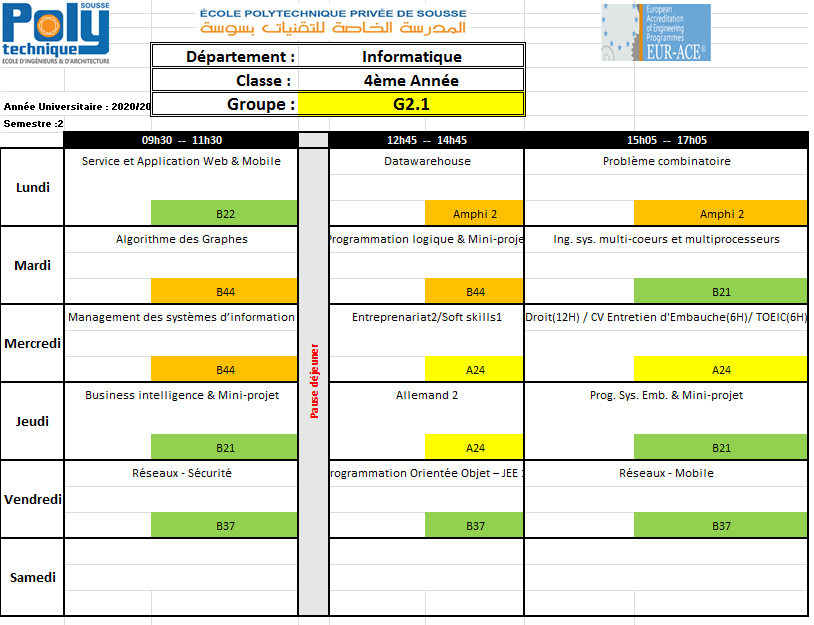 SOUSSE
Poly
technique
ECOLE D'INGÉNIEURS & D'ARCHITECTURE
ÉCOLE POLYTECHNIQUE PRIVÉE DE SOUSSE
المدرسة الخاصة للتقنيات بسوسة
European
Accreditation
of Engineering
Programmes
EUR-ACE®
Département : Informatique
Classe : 4ème Année
Groupe : G2.1
Année Universitaire : 2020/20
Semestre :2
09h30 -- 11h30 12h45 -- 14h45 15h05 -- 17h05
Pause déjeuner
Lundi
Service et Application Web & Mobile Datawarehouse Problème combinatoire
B22 Amphi 2 Amphi 2
Mardi
Algorithme des Graphes Programmation logique & Mini-proje Ing. sys. multi-coeurs et multiprocesseurs
B44 B44 B21
Mercredi
Management des systèmes d’information Entreprenariat2/Soft skills1 Droit(12H) / CV Entretien d'Embauche(6H)/ TOEIC(6H)
B44 A24 A24
Jeudi
Business intelligence & Mini-projet Allemand 2 Prog. Sys. Emb. & Mini-projet
B21 A24 B21
Vendredi
Réseaux - Sécurité rogrammation Orientée Objet – JEE Réseaux - Mobile
B37 B37 B37
Samedi